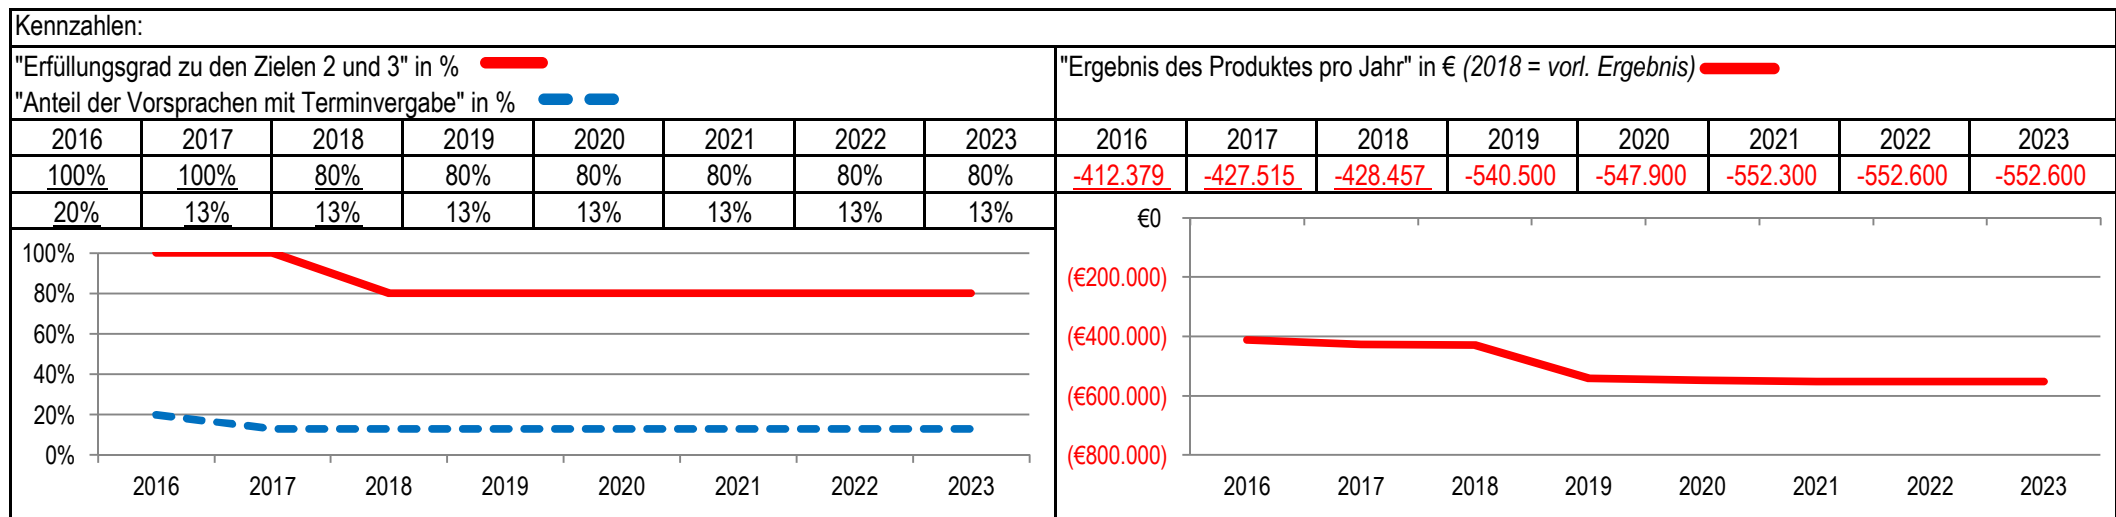 Kennzahlen:
"Erfüllungsgrad zu den Zielen 2 und 3" in %
"Anteil der Vorsprachen mit Terminvergabe" in %
2016 2017 2018 2019 2020 2021 2022 2023
100% 100% 80% 80% 80% 80% 80% 80%
20% 13% 13% 13% 13% 13% 13% 13%
100%
80%
60%
40%
20%
0%
2016 2017 2018 2019 2020 2021 2022 2023
"Ergebnis des Produktes pro Jahr" in € (2018 = vorl. Ergebnis)
2016 2017 2018 2019 2020 2021 2022 2023
-412.379 -427.515 -428.457 -540.500 -547.900 -552.300 -552.600 -552.600
€0
(€200.000)
(€400.000)
(€600.000)
(€800.000)
2016 2017 2018 2019 2020 2021 2022 2023